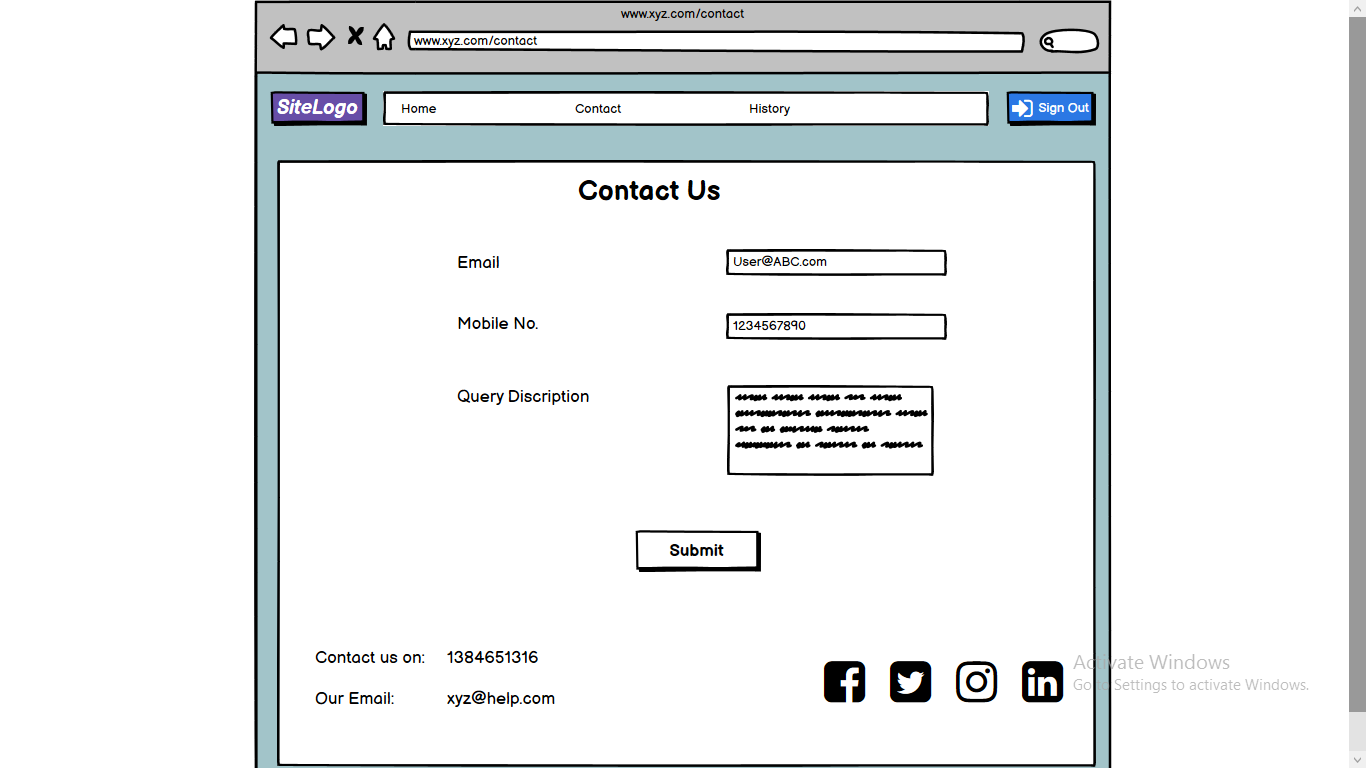 www.xyz.com/contact
www.xyz.com/contact
SiteLogo
Home Contact History
Sign Out
Contact Us
Email User@ABC.com
Mobile No. 1234567890
Query Discription
Submit
Contact us on: 1384651316
Our Email: xyz@help.com
Activate Windows
Go to Settings to activate Windows.